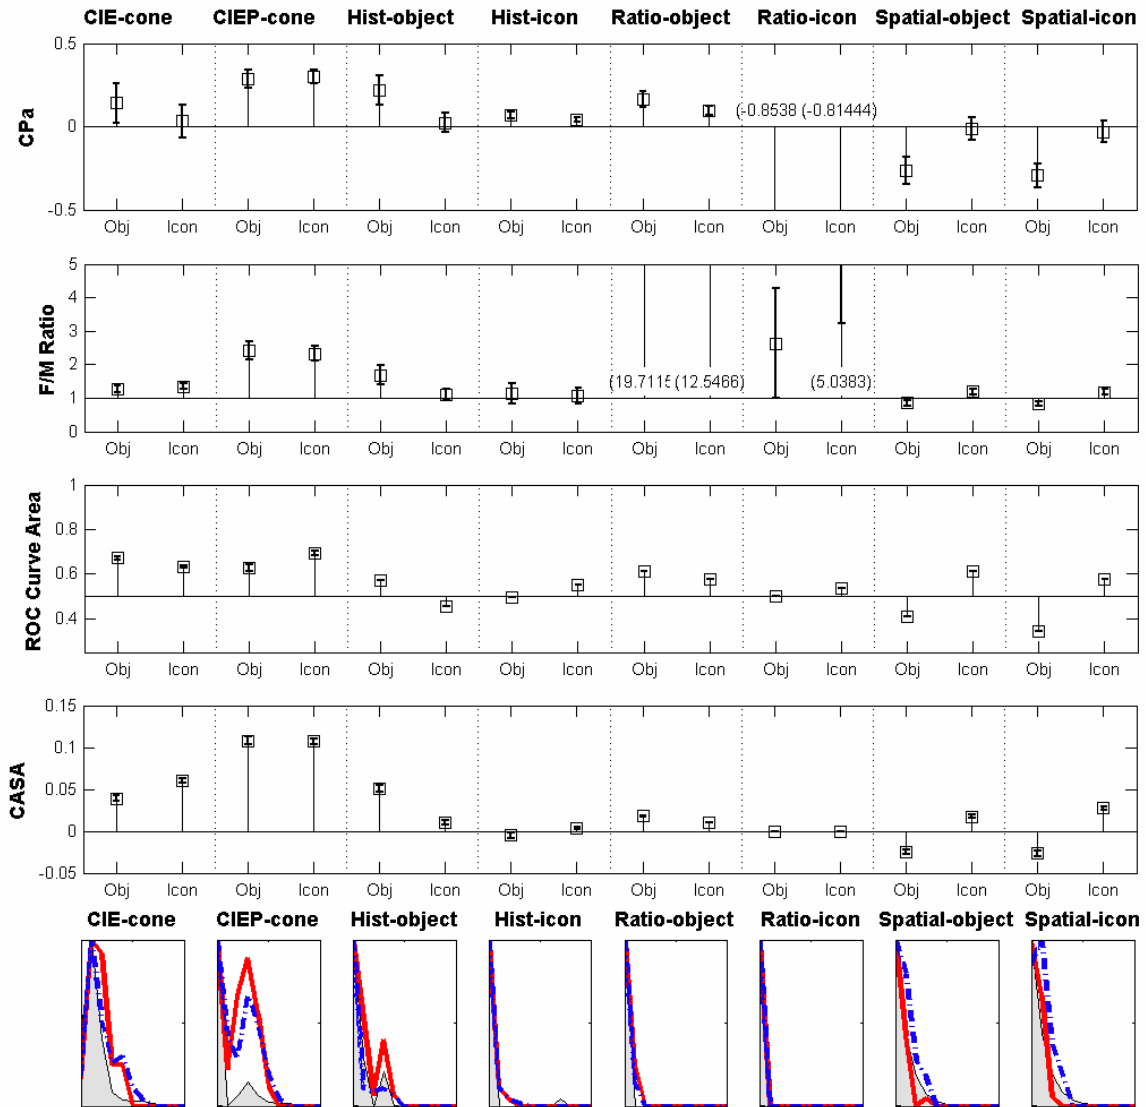 CIE-cone CIEP-cone Hist-object Hist-icon Ratio-object Ratio-icon Spatial-object Spatial-icon
0.5
(-0.8538 (-0.81444)
CPa
0
-0.5
Obj Icon Obj Icon Obj Icon Obj Icon Obj Icon Obj Icon Obj Icon Obj Icon
5
4
3
F/M Ratio
2
(19.7115 (12.5466) (5.0383)
1
0
Obj Icon Obj Icon Obj Icon Obj Icon Obj Icon Obj Icon Obj Icon Obj Icon
1
0.8
ROC Curve Area
0.6
0.4
Obj Icon Obj Icon Obj Icon Obj Icon Obj Icon Obj Icon Obj Icon Obj Icon
0.15
0.1
CASA
0.05
0
-0.05
Obj Icon Obj Icon Obj Icon Obj Icon Obj Icon Obj Icon Obj Icon Obj Icon
CIE-cone CIEP-cone Hist-object Hist-icon Ratio-object Ratio-icon Spatial-object Spatial-icon